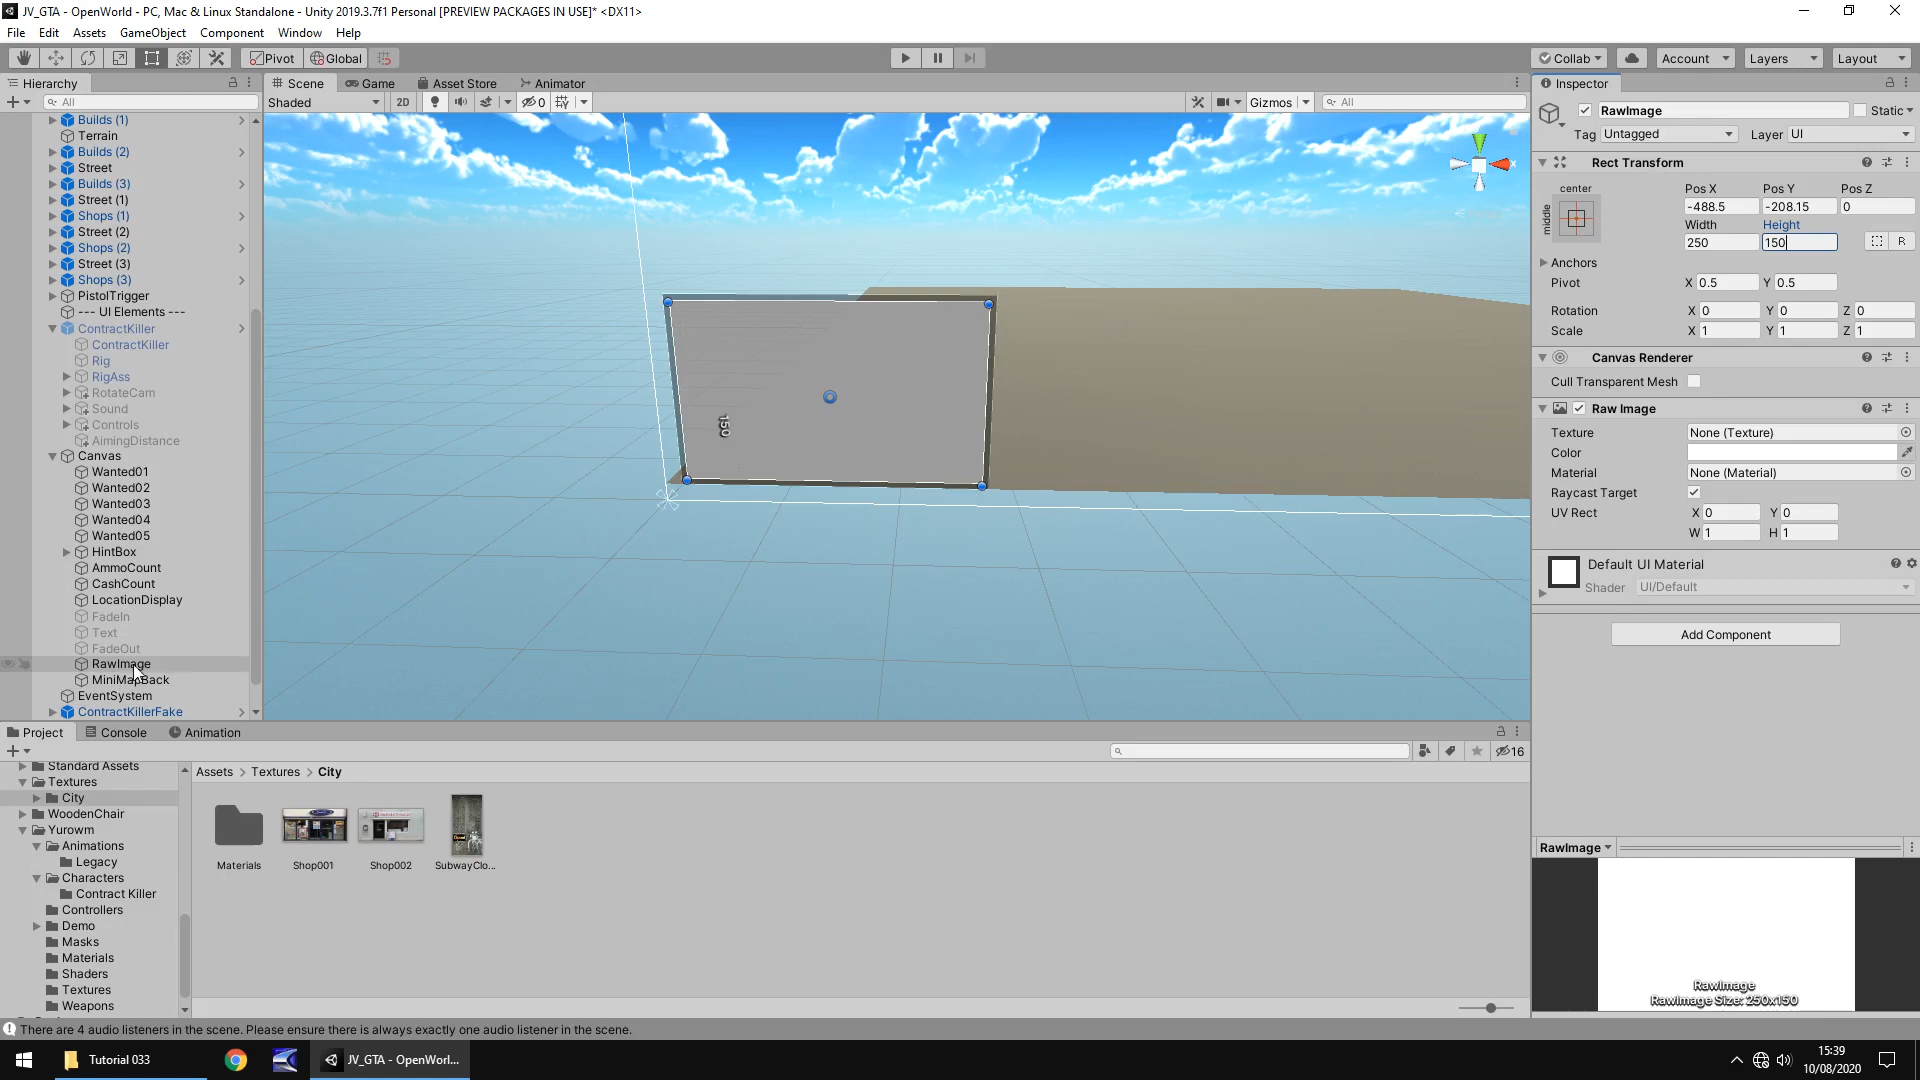 JV_GTA - OpenWorld - PC, Mac & Linux Standalone - Unity 2019.3.7f1 Personal [PREVIEW PACKAGES IN USE]* <DX11>
File Edit Assets GameObject Component Window Help
Pivot Global Collab Account Layers Layout
Hierarchy
All
Builds (1)
Terrain
Builds (2)
Street
Builds (3)
Street (1)
Shops (1)
Street (2)
Shops (2)
Street (3)
Shops (3)
PistolTrigger
--- UI Elements ---
ContractKiller
ContractKiller
Rig
RigAss
RotateCam
Sound
Controls
AimingDistance
Canvas
Wanted01
Wanted02
Wanted03
Wanted04
Wanted05
HintBox
AmmoCount
CashCount
LocationDisplay
FadeIn
Text
FadeOut
RawImage
MiniMapBack
EventSystem
ContractKillerFake
Scene Game Asset Store Animator
Shaded 2D 0 Gizmos All
150
Inspector
RawImage Static
Tag Untagged Layer UI
Rect Transform
center Pos X Pos Y Pos Z
middle -488.5 -208.15 0
Width Height
250 150 R
Anchors
Pivot X 0.5 Y 0.5
Rotation X 0 Y 0 Z 0
Scale X 1 Y 1 Z 1
Canvas Renderer
Cull Transparent Mesh
Raw Image
Texture None (Texture)
Color
Material None (Material)
Raycast Target
UV Rect X 0 Y 0
W 1 H 1
Default UI Material
Shader UI/Default
Add Component
RawImage
RawImage
RawImage Size: 250x150
Project Console Animation
16
Standard Assets
Textures
City
WoodenChair
Yurowm
Animations
Legacy
Characters
Contract Killer
Controllers
Demo
Masks
Materials
Shaders
Textures
Weapons
Assets > Textures > City
Materials Shop001 Shop002 SubwayClo...
There are 4 audio listeners in the scene. Please ensure there is always exactly one audio listener in the scene.
Tutorial 033 JV_GTA - OpenWorl...
15:39
10/08/2020